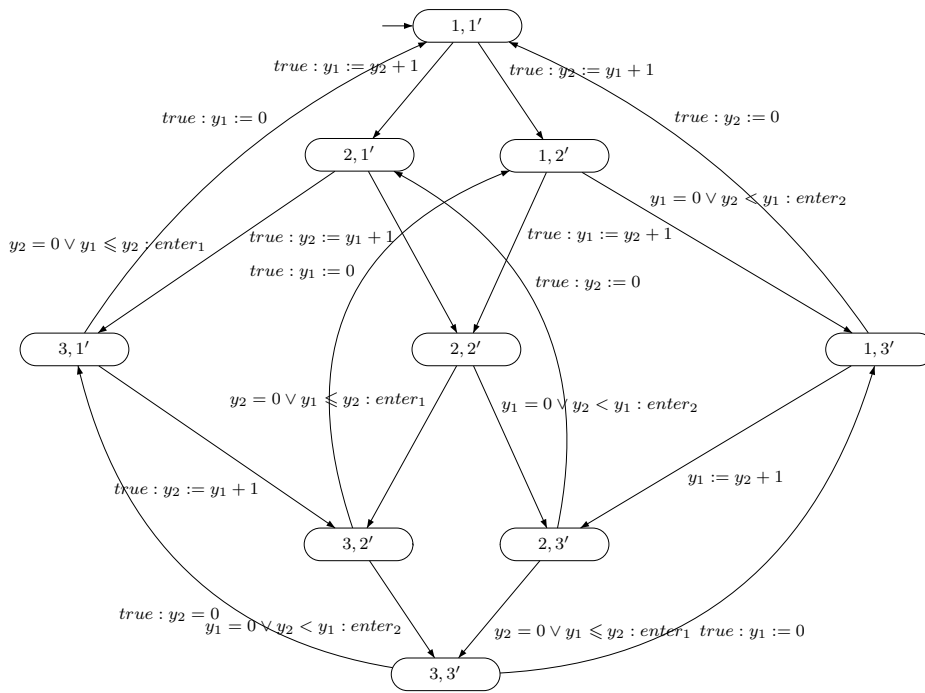 1, 1′
true : y₁ := y₂ + 1
true : y₂ := y₁ + 1
true : y₁ := 0
true : y₂ := 0
2, 1′
1, 2′
y₁ = 0 ∨ y₂ < y₁ : enter₂
y₂ = 0 ∨ y₁ ⩽ y₂ : enter₁
true : y₂ := y₁ + 1
true : y₁ := y₂ + 1
true : y₁ := 0
true : y₂ := 0
3, 1′
2, 2′
1, 3′
y₂ = 0 ∨ y₁ ⩽ y₂ : enter₁
y₁ = 0 ∨ y₂ < y₁ : enter₂
true : y₂ := y₁ + 1
y₁ := y₂ + 1
3, 2′
2, 3′
true : y₂ = 0
y₁ = 0 ∨ y₂ < y₁ : enter₂
y₂ = 0 ∨ y₁ ⩽ y₂ : enter₁
true : y₁ := 0
3, 3′